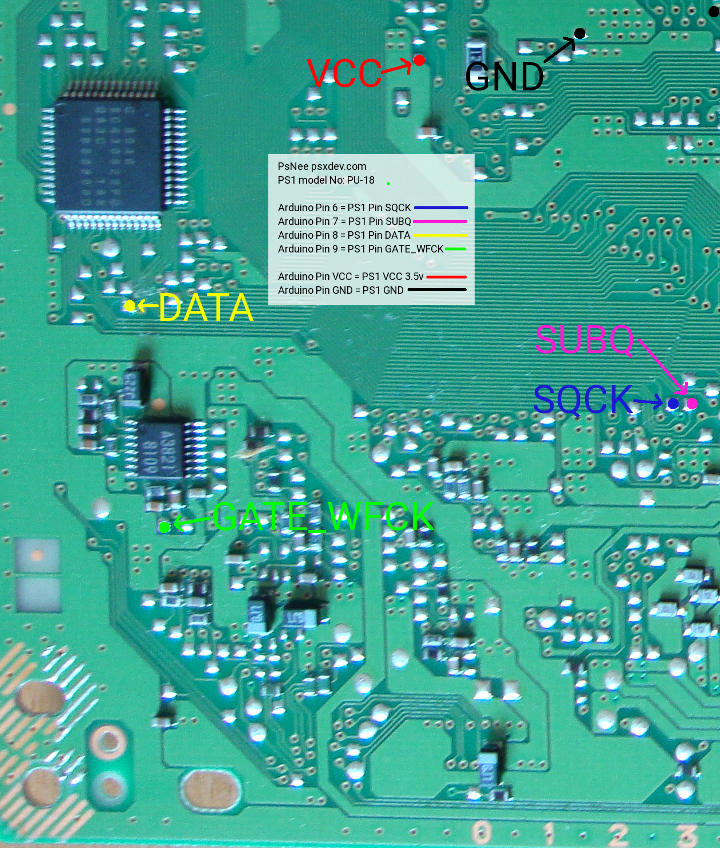 VCC
GND
PsNee psxdev.com
PS1 model No: PU-18
Arduino Pin 6 = PS1 Pin SQCK
Arduino Pin 7 = PS1 Pin SUBQ
Arduino Pin 8 = PS1 Pin DATA
Arduino Pin 9 = PS1 Pin GATE_WFCK
Arduino Pin VCC = PS1 VCC 3.5v
Arduino Pin GND = PS1 GND
DATA
SUBQ
SQCK
GATE_WFCK
0 1 2 3